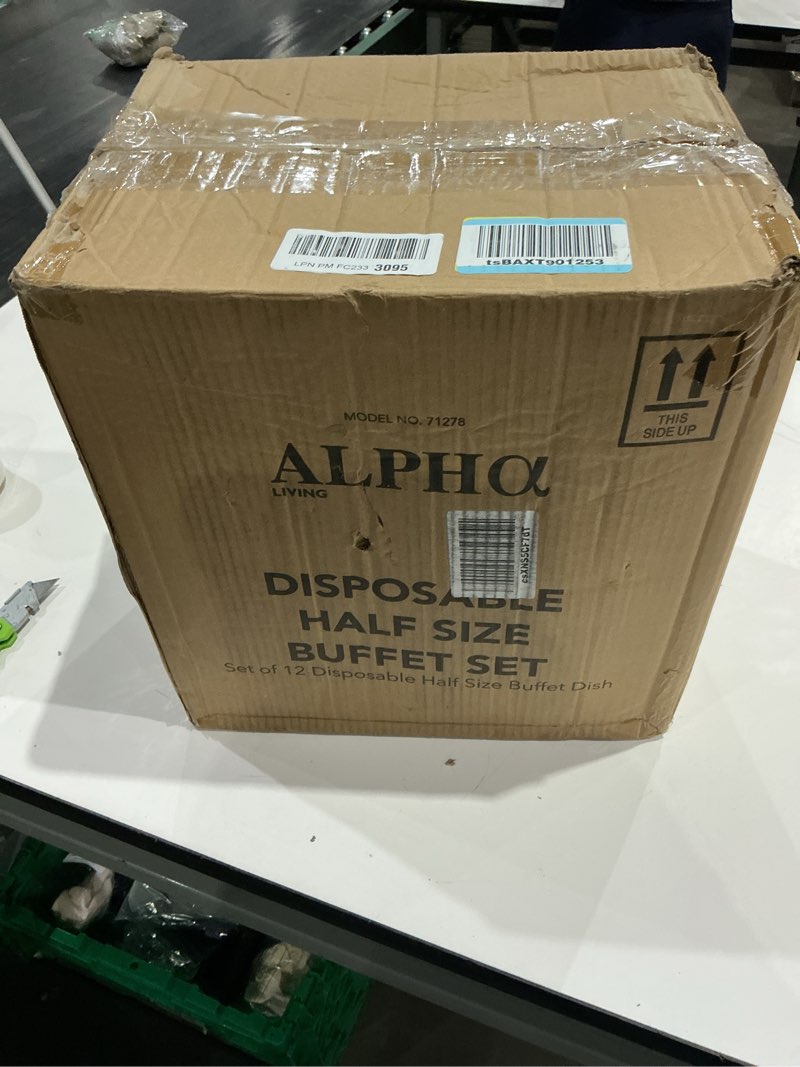 LPN PM FC233 3095
tsBAXT901253
THIS
SIDE UP
MODEL NO. 71278
ALPHα
LIVING
csXNS5CF7dT
DISPOSABLE
HALF SIZE
BUFFET SET
Set of 12 Disposable Half Size Buffet Dish